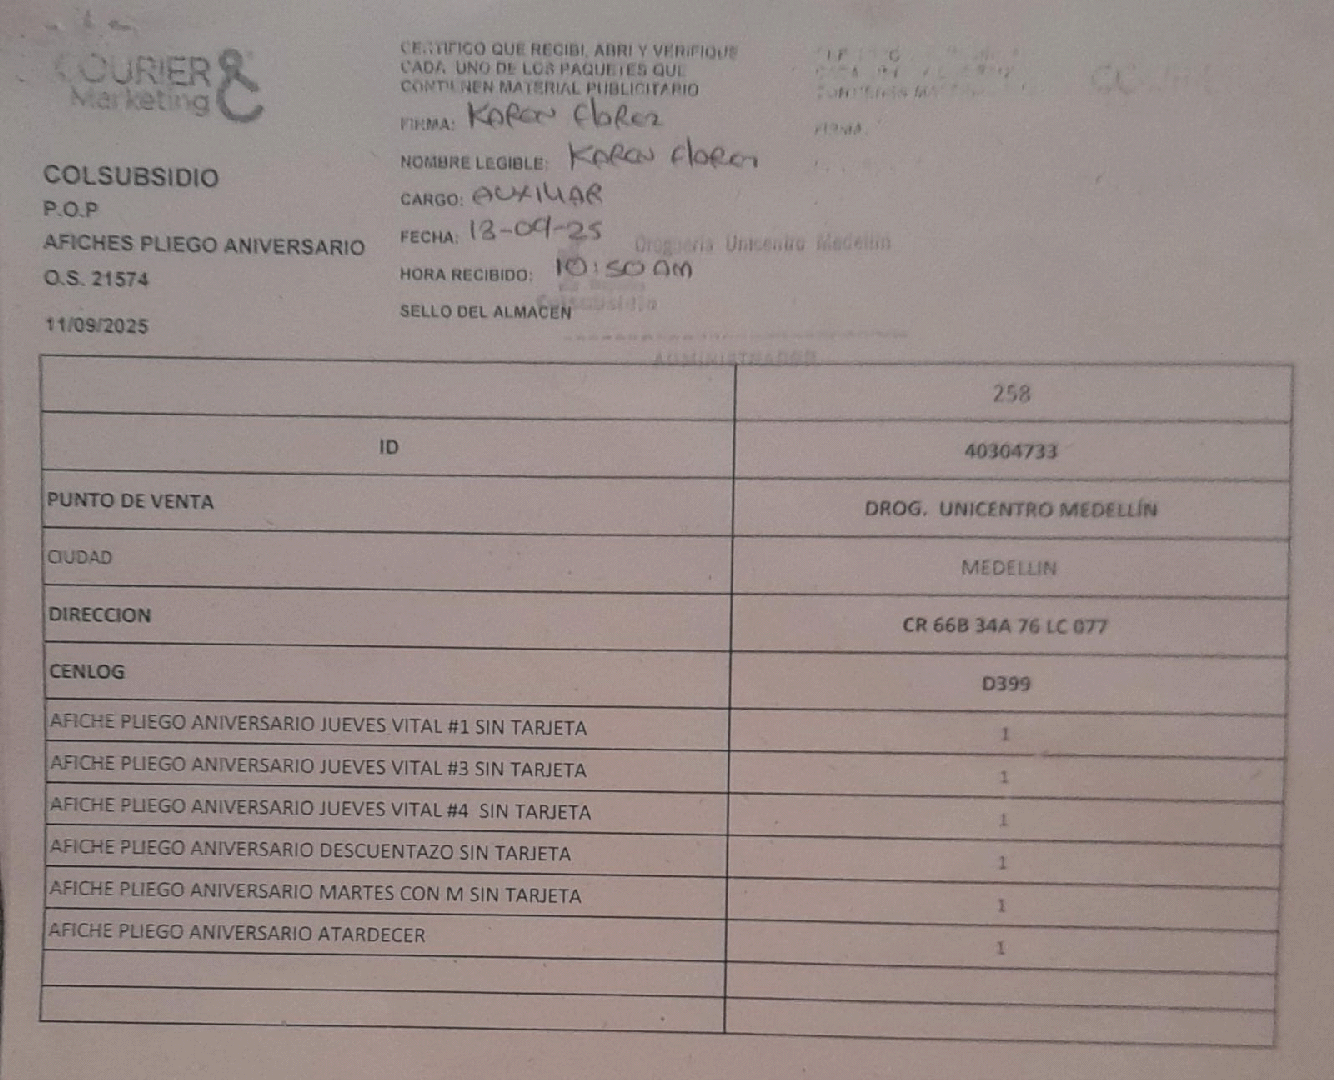 COURIER &
Marketing
COLSUBSIDIO
P.O.P
AFICHES PLIEGO ANIVERSARIO
O.S. 21574
11/09/2025
CERTIFICO QUE RECIBI, ABRI Y VERIFIQUE
CADA UNO DE LOS PAQUETES QUE
CONTIENEN MATERIAL PUBLICITARIO
FIRMA: Karen Florez
NOMBRE LEGIBLE: Karen Florez
CARGO: AUXILIAR
FECHA: 18-09-25
HORA RECIBIDO: 10:50 AM
SELLO DEL ALMACEN
Drogueria Unicentro Medellin
Colsubsidio
ADMINISTRADOR
258
ID 40304733
PUNTO DE VENTA DROG. UNICENTRO MEDELLÍN
CIUDAD MEDELLIN
DIRECCION CR 66B 34A 76 LC 077
CENLOG D399
AFICHE PLIEGO ANIVERSARIO JUEVES VITAL #1 SIN TARJETA 1
AFICHE PLIEGO ANIVERSARIO JUEVES VITAL #3 SIN TARJETA 1
AFICHE PLIEGO ANIVERSARIO JUEVES VITAL #4 SIN TARJETA 1
AFICHE PLIEGO ANIVERSARIO DESCUENTAZO SIN TARJETA 1
AFICHE PLIEGO ANIVERSARIO MARTES CON M SIN TARJETA 1
AFICHE PLIEGO ANIVERSARIO ATARDECER 1